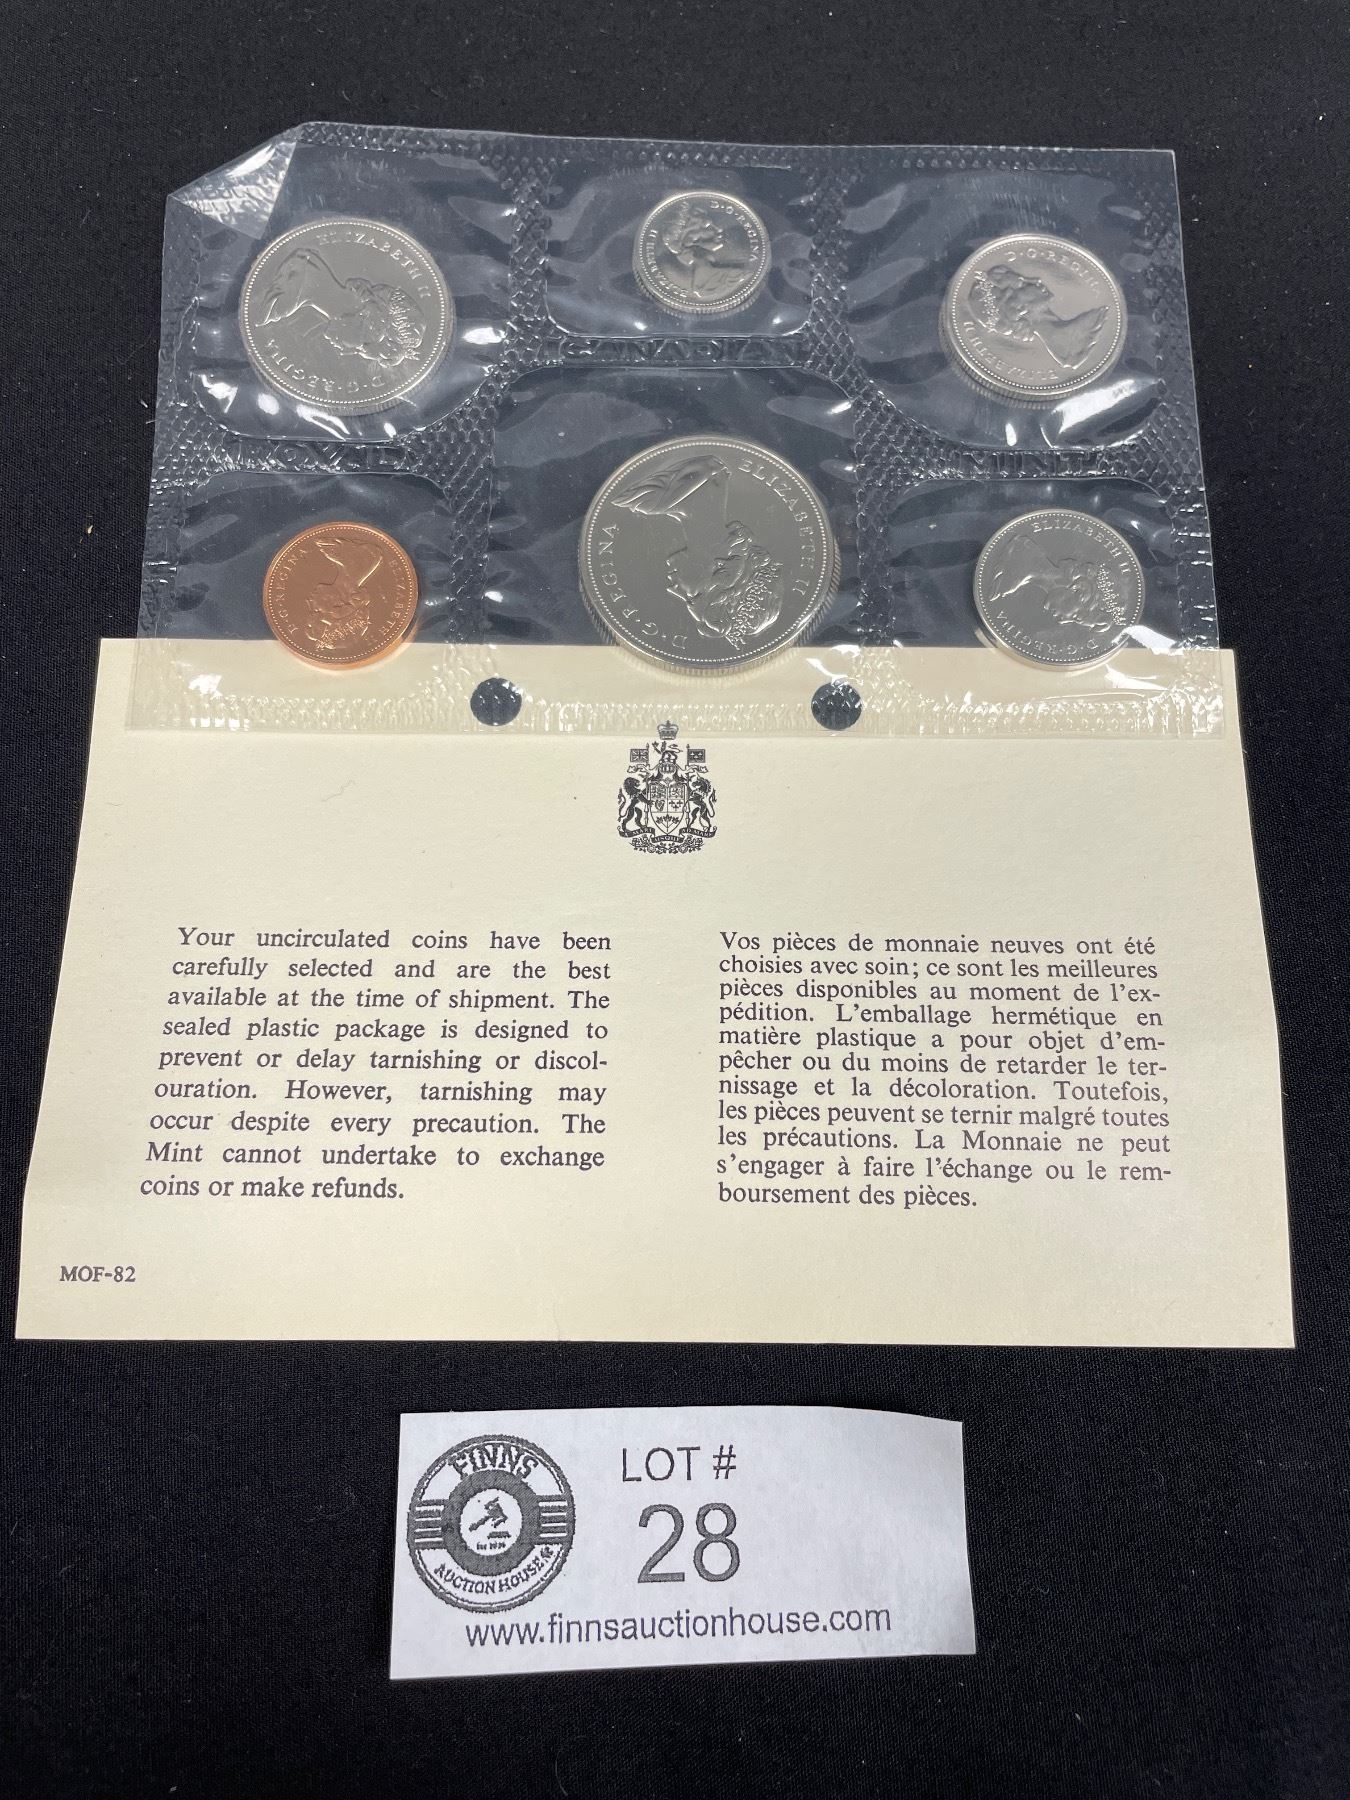 ELIZABETH II D·G·REGINA
ELIZABETH II D·G·REGINA
ELIZABETH II D·G·REGINA
CANADIAN
ROYAL
MINT
ELIZABETH II D·G·REGINA
ELIZABETH II D·G·REGINA
ELIZABETH II D·G·REGINA
Your uncirculated coins have been
carefully selected and are the best
available at the time of shipment. The
sealed plastic package is designed to
prevent or delay tarnishing or discol-
ouration. However, tarnishing may
occur despite every precaution. The
Mint cannot undertake to exchange
coins or make refunds.
Vos pièces de monnaie neuves ont été
choisies avec soin; ce sont les meilleures
pièces disponibles au moment de l'ex-
pédition. L'emballage hermétique en
matière plastique a pour objet d'em-
pêcher ou du moins de retarder le ter-
nissage et la décoloration. Toutefois,
les pièces peuvent se ternir malgré toutes
les précautions. La Monnaie ne peut
s'engager à faire l'échange ou le rem-
boursement des pièces.
MOF-82
FINNS
AUCTION HOUSE
LOT #
28
www.finnsauctionhouse.com